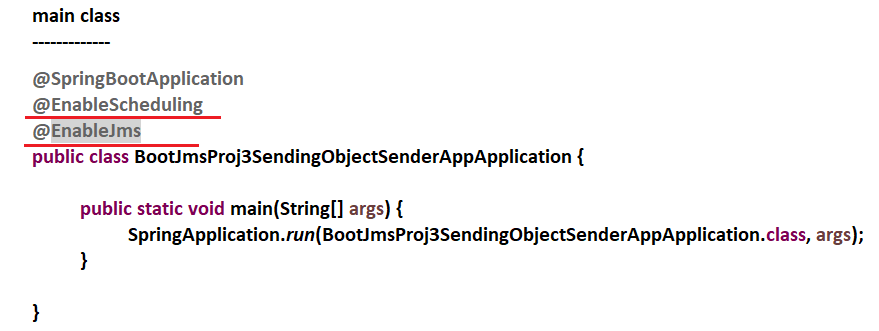 main class
-------------
@SpringBootApplication
@EnableScheduling
@EnableJms
public class BootJmsProj3SendingObjectSenderAppApplication {
public static void main(String[] args) {
SpringApplication.run(BootJmsProj3SendingObjectSenderAppApplication.class, args);
}
}